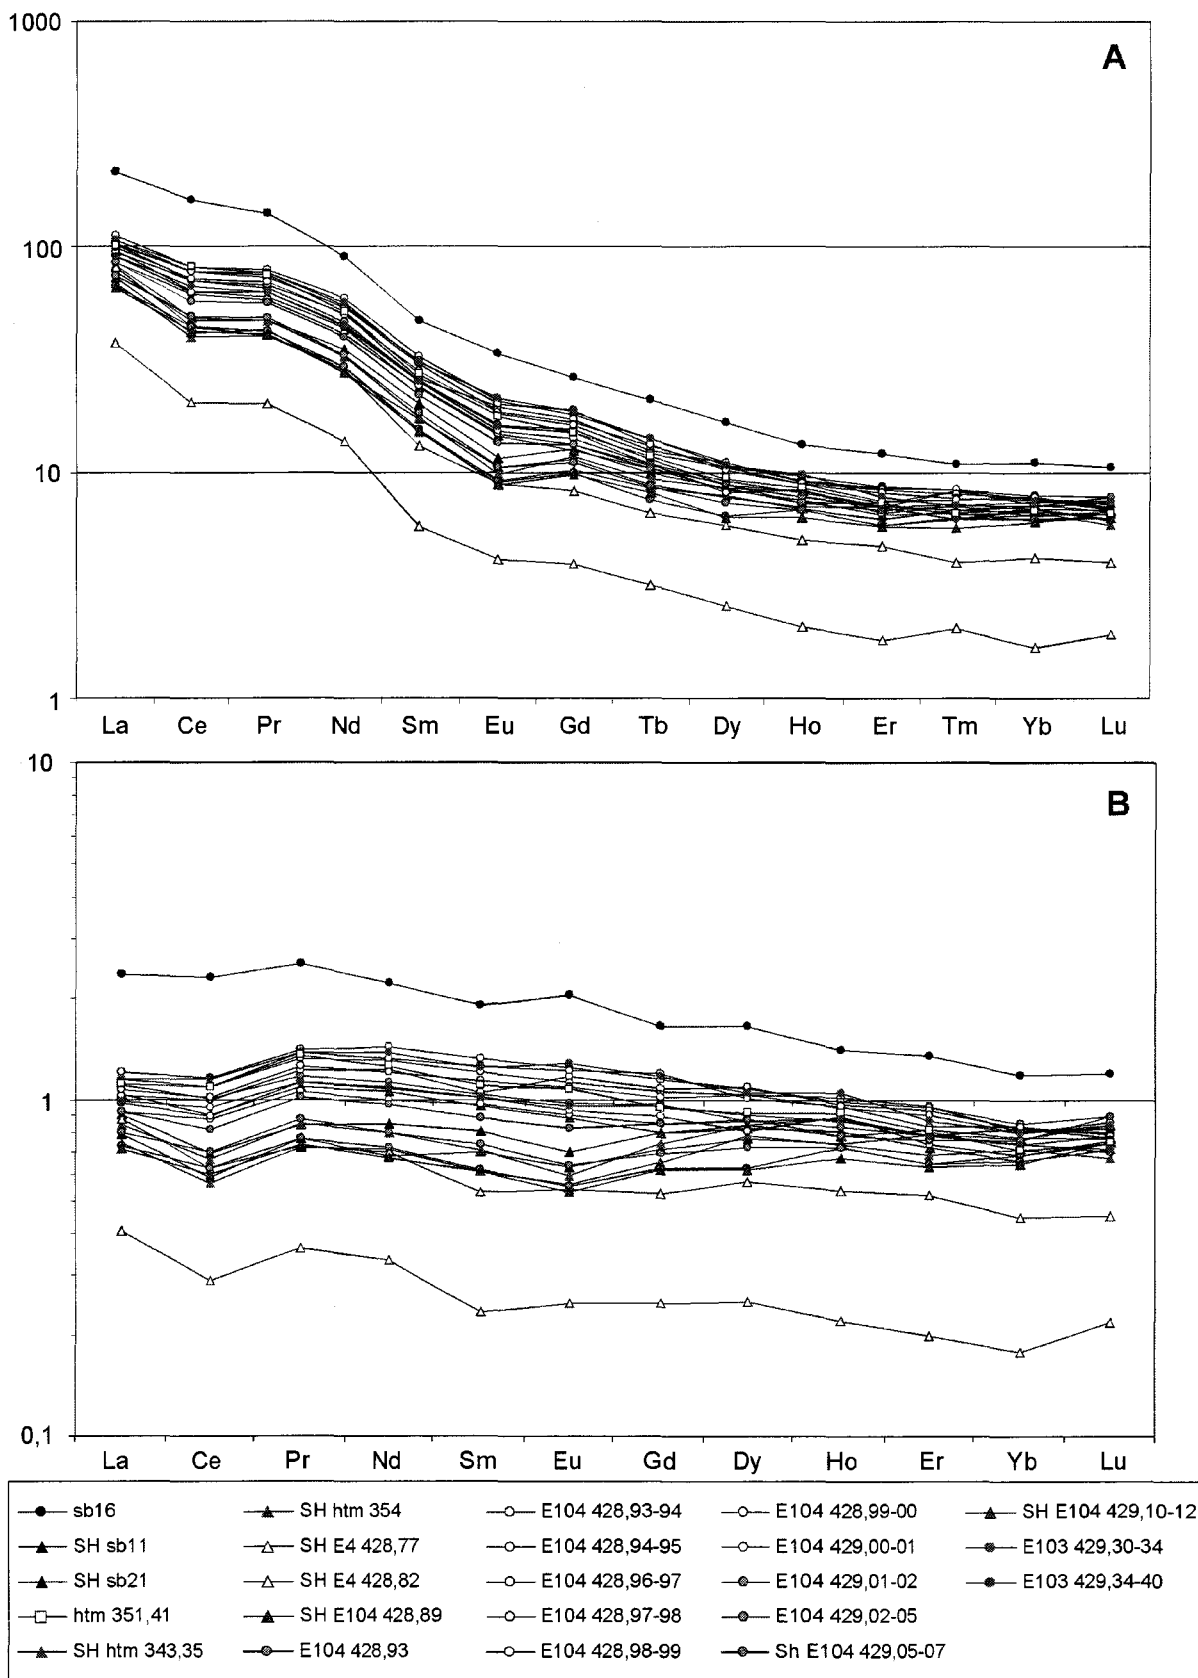 1000
A
100
10
1
La Ce Pr Nd Sm Eu Gd Tb Dy Ho Er Tm Yb Lu
10
B
1
0,1
La Ce Pr Nd Sm Eu Gd Dy Ho Er Yb Lu
sb16 SH htm 354 E104 428,93-94 E104 428,99-00 SH E104 429,10-12
SH sb11 SH E4 428,77 E104 428,94-95 E104 429,00-01 E103 429,30-34
SH sb21 SH E4 428,82 E104 428,96-97 E104 429,01-02 E103 429,34-40
htm 351,41 SH E104 428,89 E104 428,97-98 E104 429,02-05
SH htm 343,35 E104 428,93 E104 428,98-99 Sh E104 429,05-07